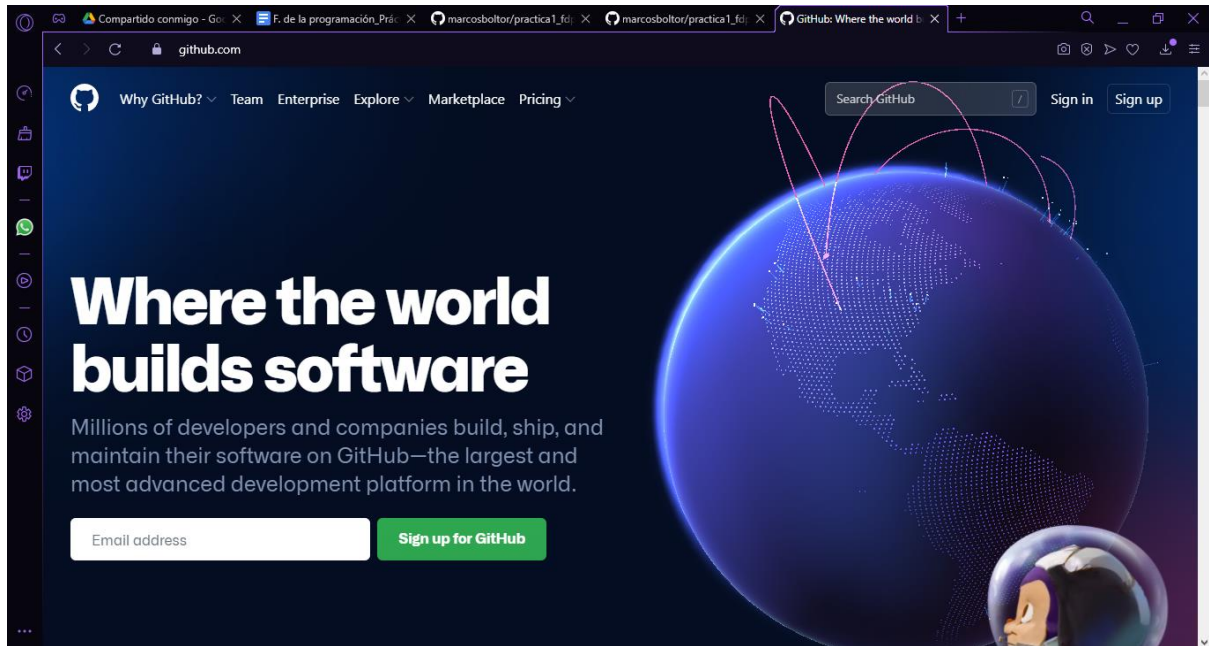 Compartido conmigo - Goo
F. de la programación_Prác
marcosboltor/practica1_fdp
marcosboltor/practica1_fdp
GitHub: Where the world b
github.com
Why GitHub? Team Enterprise Explore Marketplace Pricing
Search GitHub /
Sign in Sign up
Where the world
builds software
Millions of developers and companies build, ship, and
maintain their software on GitHub—the largest and
most advanced development platform in the world.
Email address
Sign up for GitHub